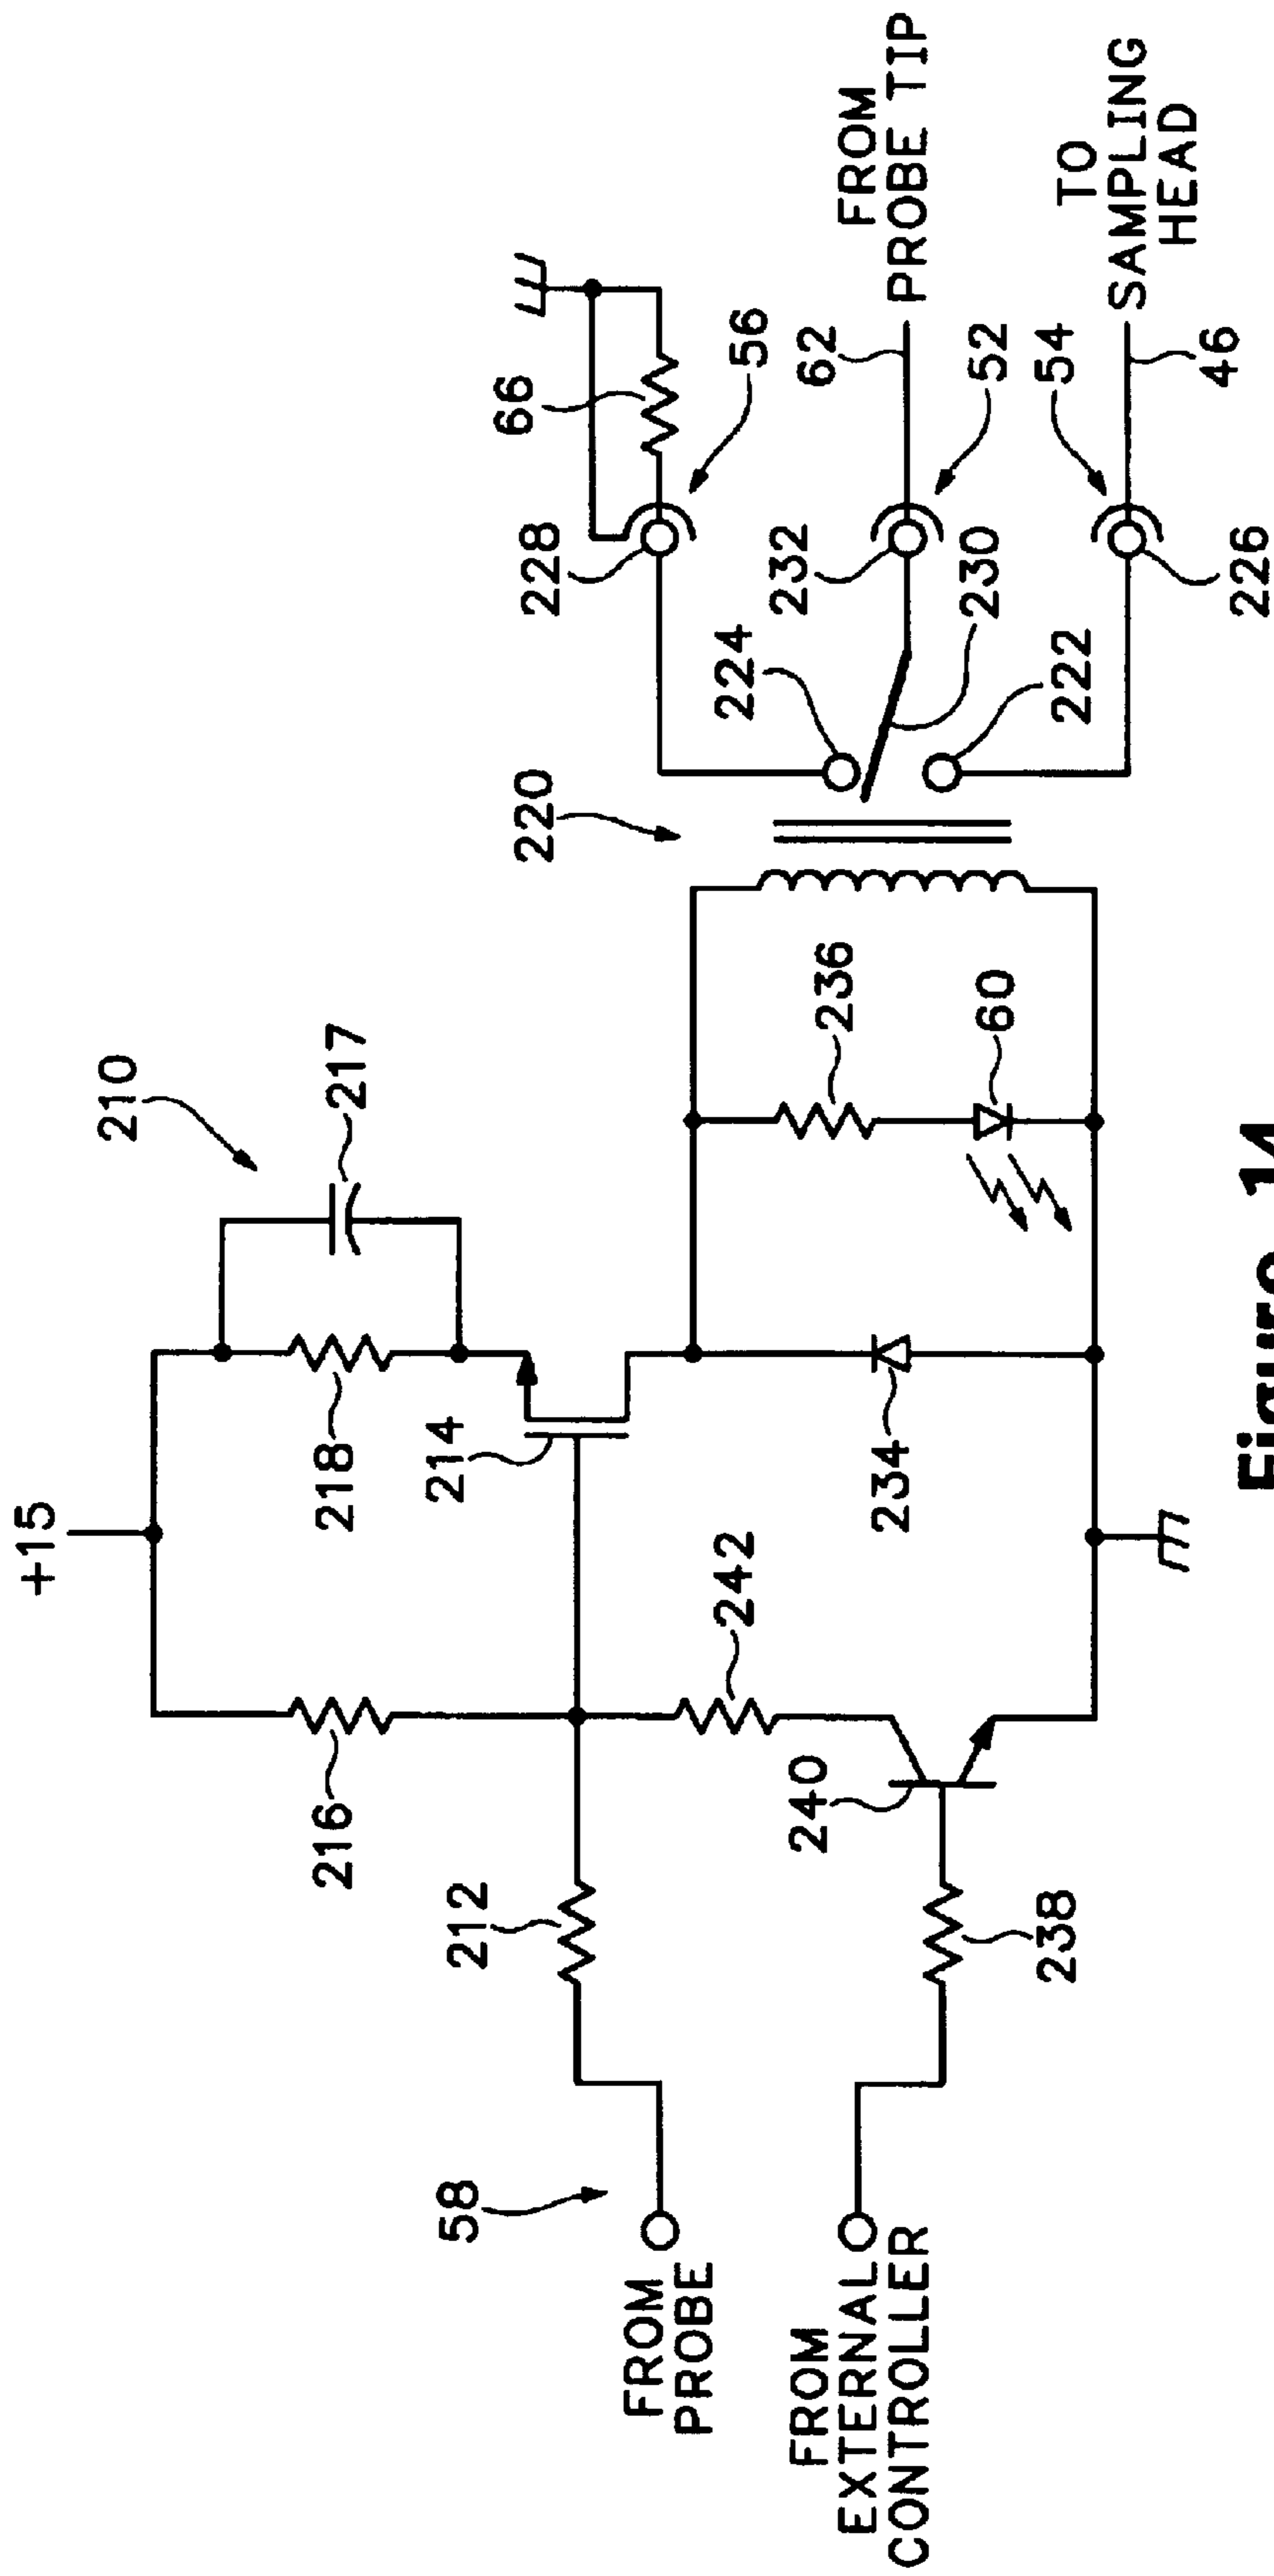 +15
210
217
218
214
216
212
242
58
FROM
PROBE
FROM
EXTERNAL
CONTROLLER
238
240
234
236
60
220
224
222
230
228
232
226
66
56
62
52
54
46
FROM
PROBE TIP
TO
SAMPLING
HEAD
Figure 14